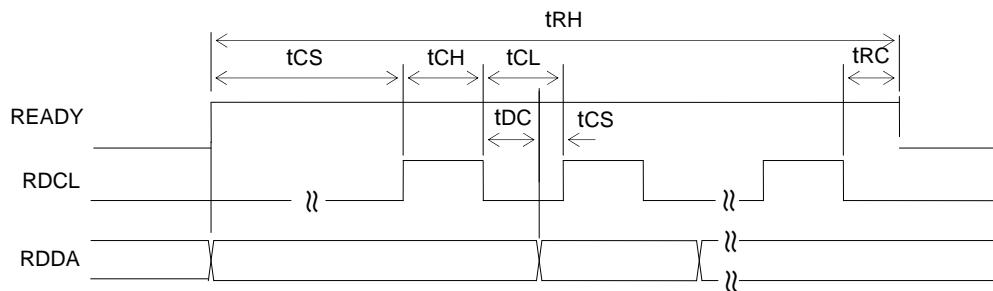 tRH
tCS tCH tCL tRC
READY
tDC tCS
RDCL
RDDA